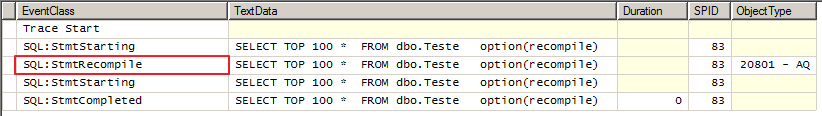 EventClass TextData Duration SPID ObjectType
Trace Start
SQL:StmtStarting SELECT TOP 100 *  FROM dbo.Teste   option(recompile) 83
SQL:StmtRecompile SELECT TOP 100 *  FROM dbo.Teste   option(recompile) 83 20801 - AQ
SQL:StmtStarting SELECT TOP 100 *  FROM dbo.Teste   option(recompile) 83
SQL:StmtCompleted SELECT TOP 100 *  FROM dbo.Teste   option(recompile) 0 83